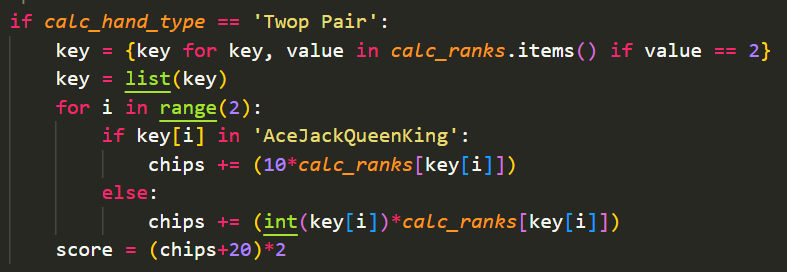 if calc_hand_type == 'Twop Pair':
    key = {key for key, value in calc_ranks.items() if value == 2}
    key = list(key)
    for i in range(2):
        if key[i] in 'AceJackQueenKing':
            chips += (10*calc_ranks[key[i]])
        else:
            chips += (int(key[i])*calc_ranks[key[i]])
    score = (chips+20)*2